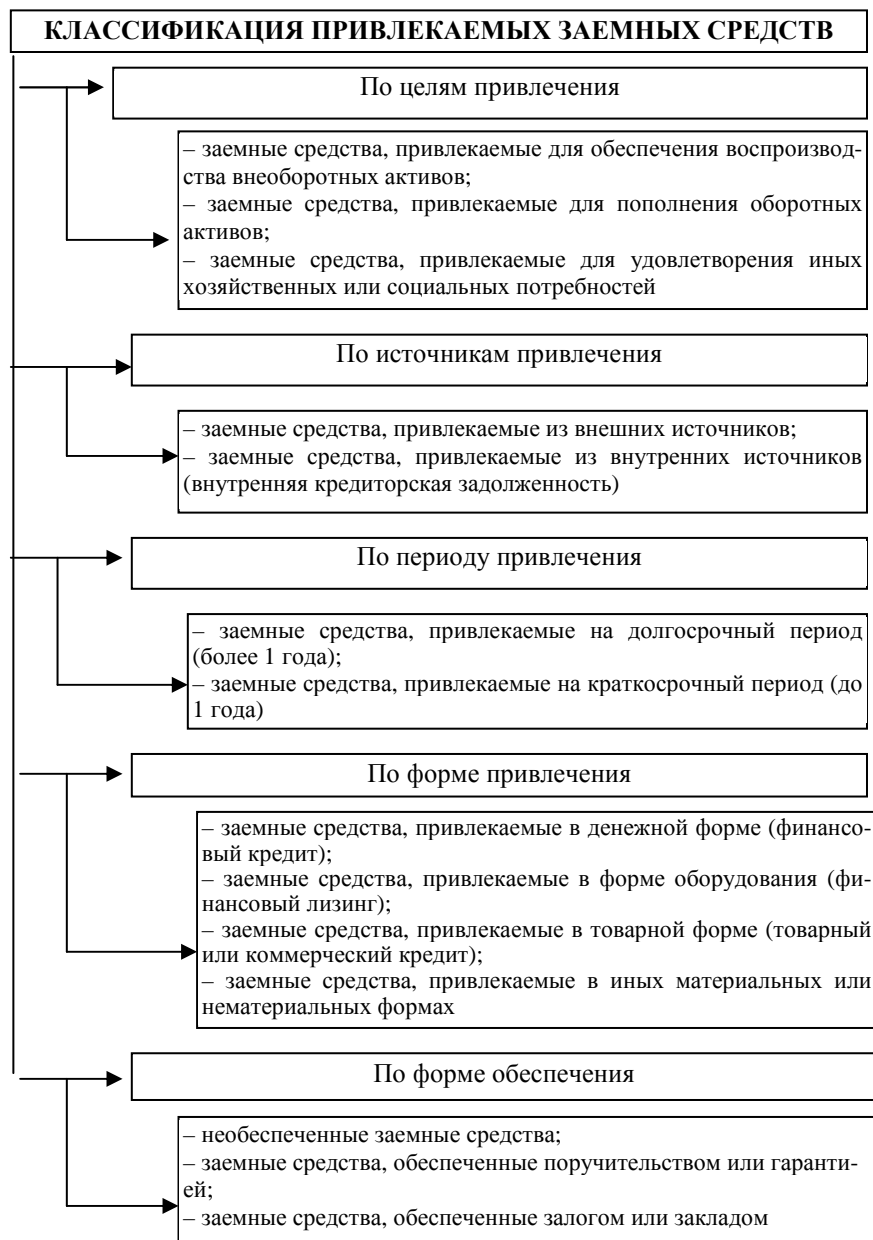 КЛАССИФИКАЦИЯ ПРИВЛЕКАЕМЫХ ЗАЕМНЫХ СРЕДСТВ
По целям привлечения
– заемные средства, привлекаемые для обеспечения воспроизвод-
ства внеоборотных активов;
– заемные средства, привлекаемые для пополнения оборотных
активов;
– заемные средства, привлекаемые для удовлетворения иных
хозяйственных или социальных потребностей
По источникам привлечения
– заемные средства, привлекаемые из внешних источников;
– заемные средства, привлекаемые из внутренних источников
(внутренняя кредиторская задолженность)
По периоду привлечения
– заемные средства, привлекаемые на долгосрочный период
(более 1 года);
– заемные средства, привлекаемые на краткосрочный период (до
1 года)
По форме привлечения
– заемные средства, привлекаемые в денежной форме (финансо-
вый кредит);
– заемные средства, привлекаемые в форме оборудования (фи-
нансовый лизинг);
– заемные средства, привлекаемые в товарной форме (товарный
или коммерческий кредит);
– заемные средства, привлекаемые в иных материальных или
нематериальных формах
По форме обеспечения
– необеспеченные заемные средства;
– заемные средства, обеспеченные поручительством или гаранти-
ей;
– заемные средства, обеспеченные залогом или закладом